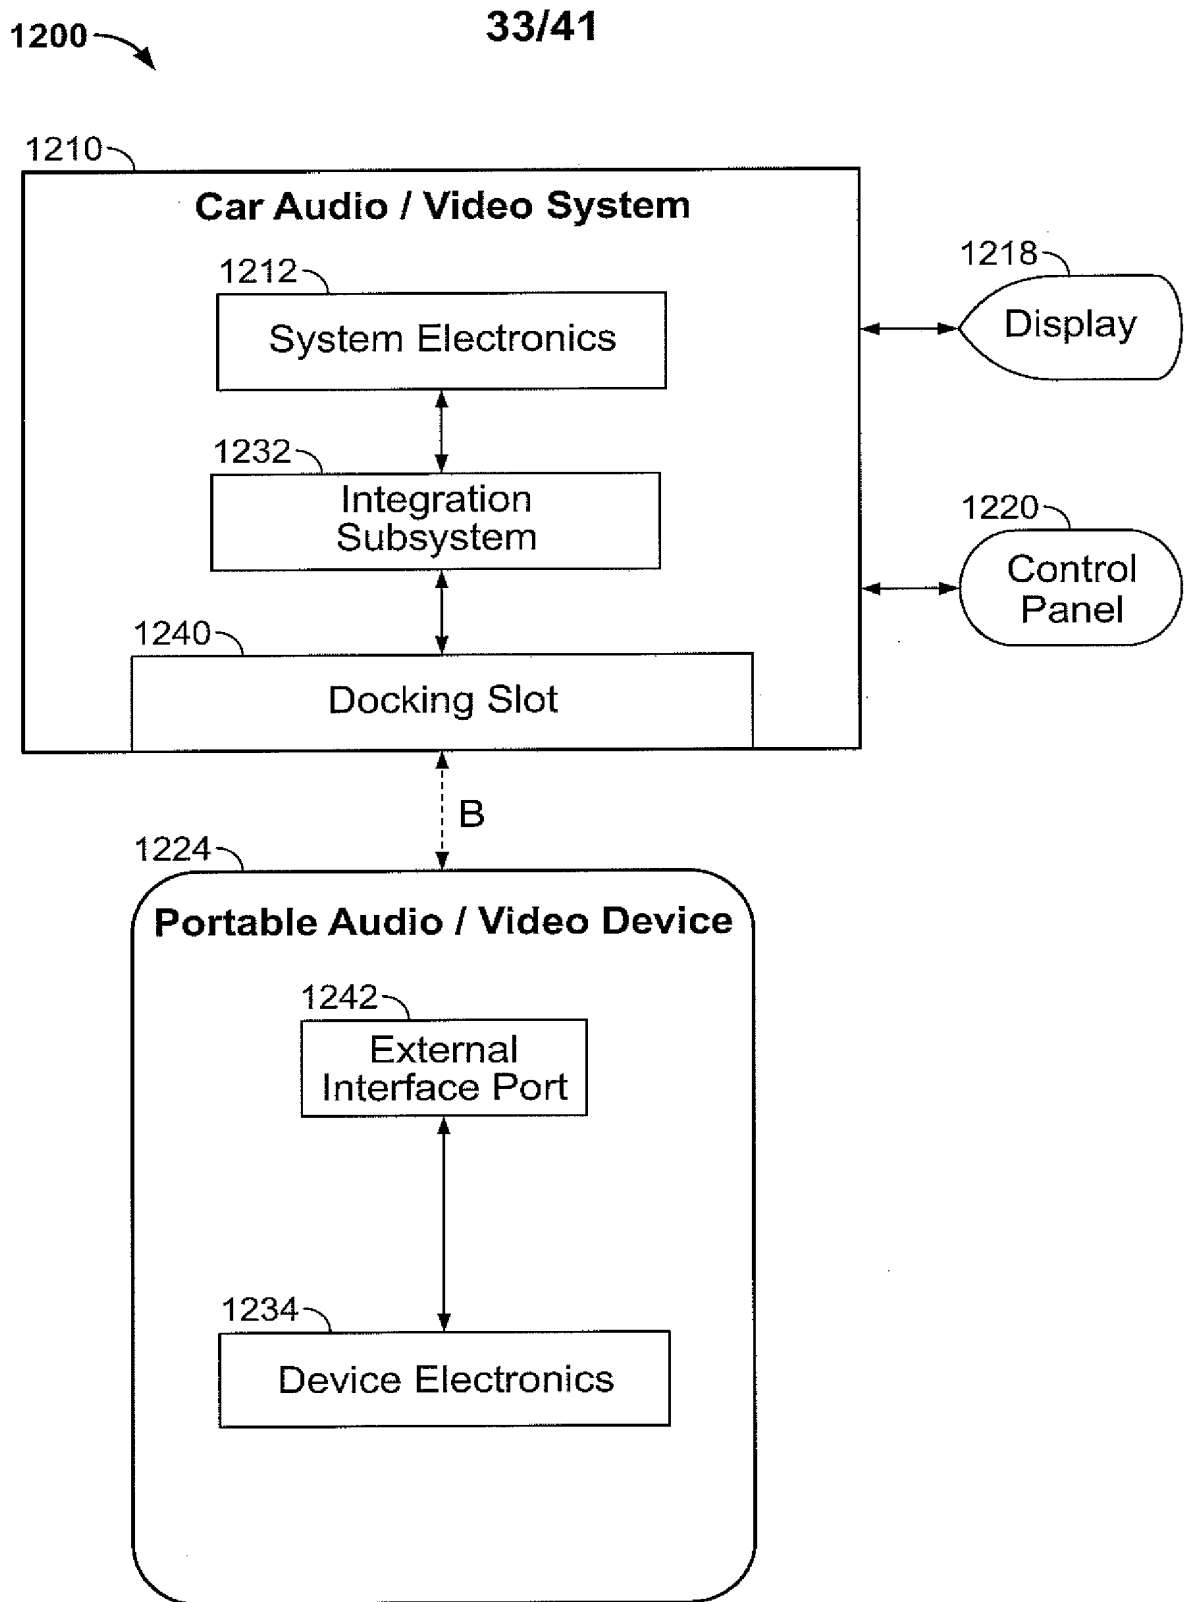 33/41
1200
1210
Car Audio / Video System
1212
System Electronics
1218
Display
1232
Integration
Subsystem
1220
Control
Panel
1240
Docking Slot
B
1224
Portable Audio / Video Device
1242
External
Interface Port
1234
Device Electronics